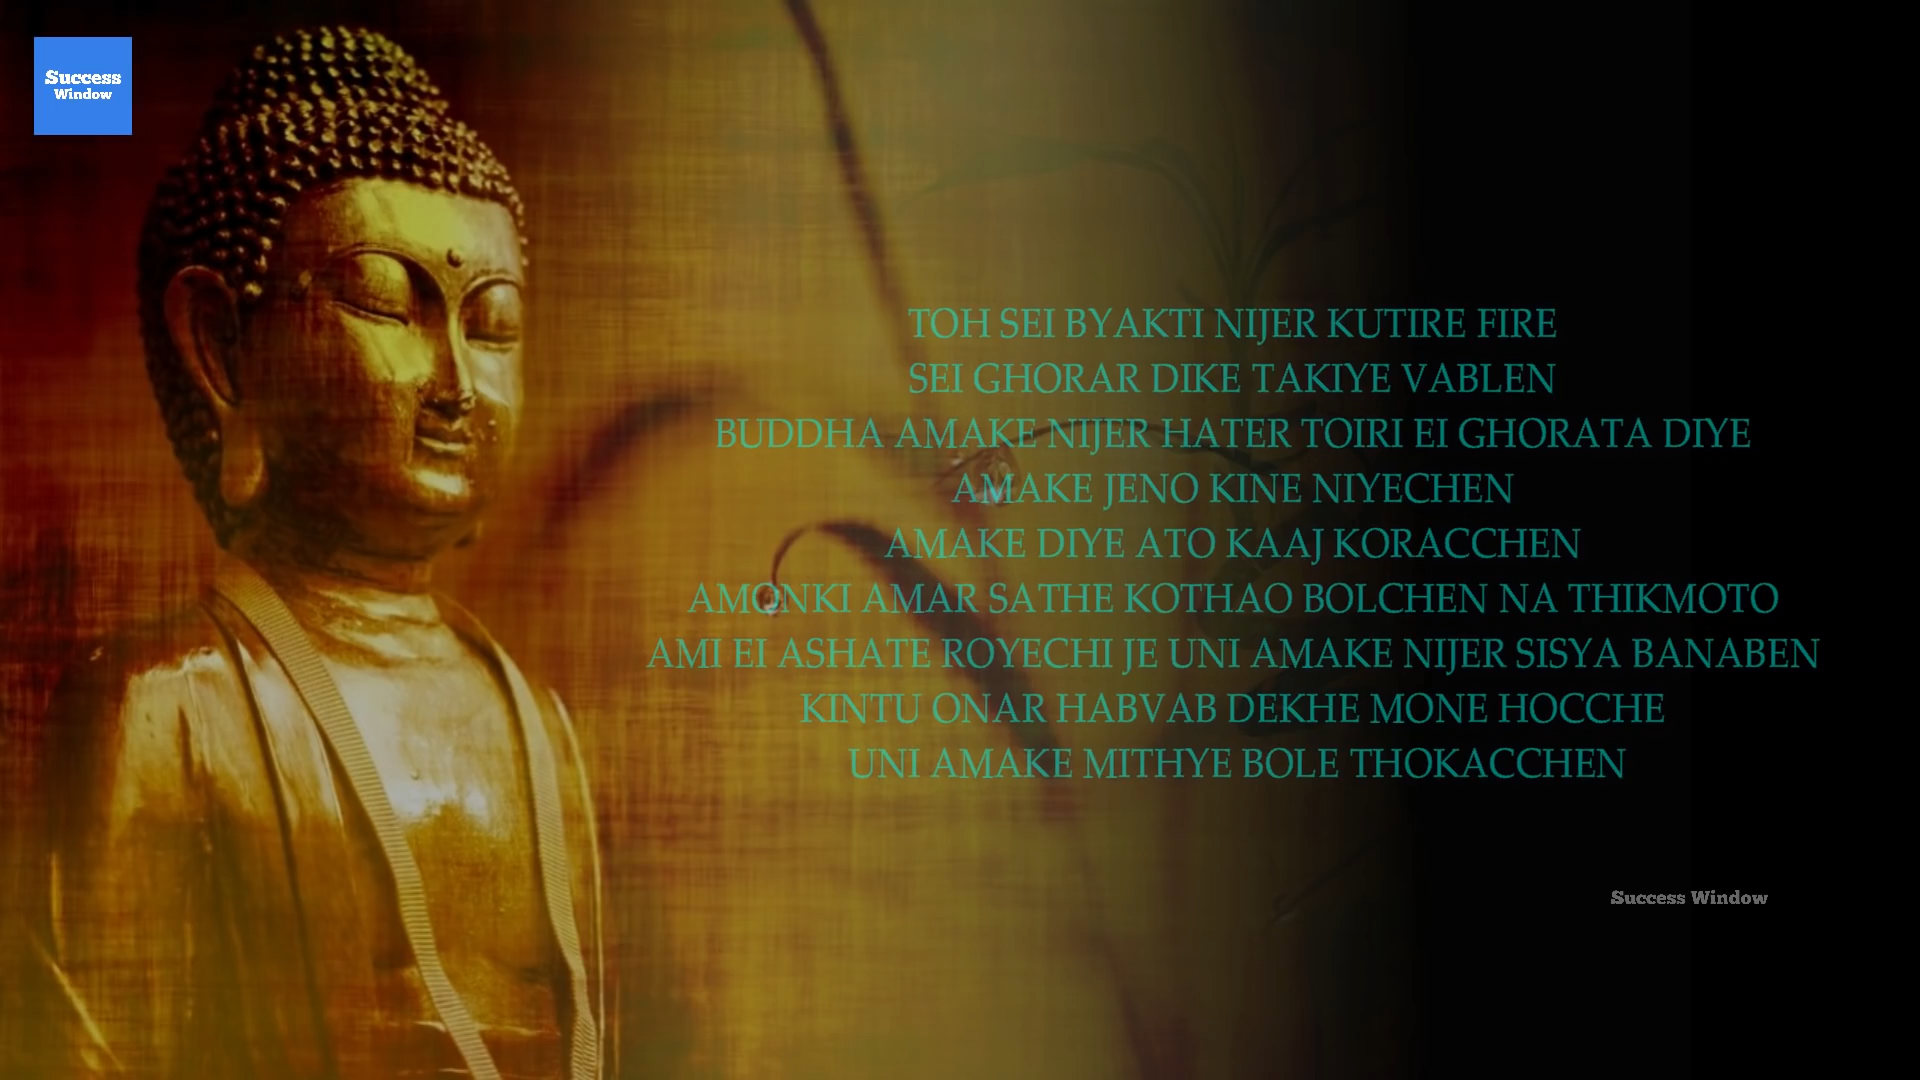 Success
Window
TOH SEI BYAKTI NIJER KUTIRE FIRE
SEI GHORAR DIKE TAKIYE VABLEN
BUDDHA AMAKE NIJER HATER TOIRI EI GHORATA DIYE
AMAKE JENO KINE NIYECHEN
AMAKE DIYE ATO KAAJ KORACCHEN
AMONKI AMAR SATHE KOTHAO BOLCHEN NA THIKMOTO
AMI EI ASHATE ROYECHI JE UNI AMAKE NIJER SISYA BANABEN
KINTU ONAR HABVAB DEKHE MONE HOCCHE
UNI AMAKE MITHYE BOLE THOKACCHEN
Success Window